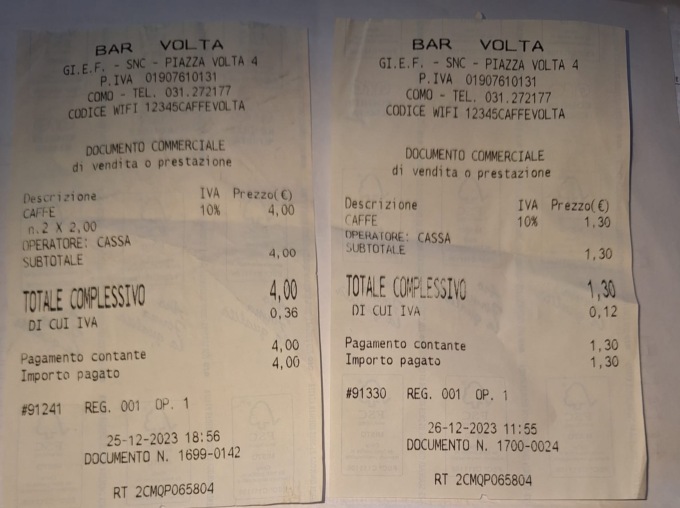 BAR VOLTA
GI.E.F. - SNC - PIAZZA VOLTA 4
P.IVA 01907610131
COMO - TEL. 031.272177
CODICE WIFI 12345CAFFEVOLTA
DOCUMENTO COMMERCIALE
di vendita o prestazione
Descrizione IVA Prezzo(€)
CAFFE 10% 4,00
n.2 X 2,00
OPERATORE: CASSA
SUBTOTALE 4,00
TOTALE COMPLESSIVO 4,00
DI CUI IVA 0,36
Pagamento contante 4,00
Importo pagato 4,00
#91241 REG. 001 OP. 1
25-12-2023 18:56
DOCUMENTO N. 1699-0142
RT 2CMQP065804
BAR VOLTA
GI.E.F. - SNC - PIAZZA VOLTA 4
P.IVA 01907610131
COMO - TEL. 031.272177
CODICE WIFI 12345CAFFEVOLTA
DOCUMENTO COMMERCIALE
di vendita o prestazione
Descrizione IVA Prezzo(€)
CAFFE 10% 1,30
OPERATORE: CASSA
SUBTOTALE 1,30
TOTALE COMPLESSIVO 1,30
DI CUI IVA 0,12
Pagamento contante 1,30
Importo pagato 1,30
#91330 REG. 001 OP. 1
26-12-2023 11:55
DOCUMENTO N. 1700-0024
RT 2CMQP065804